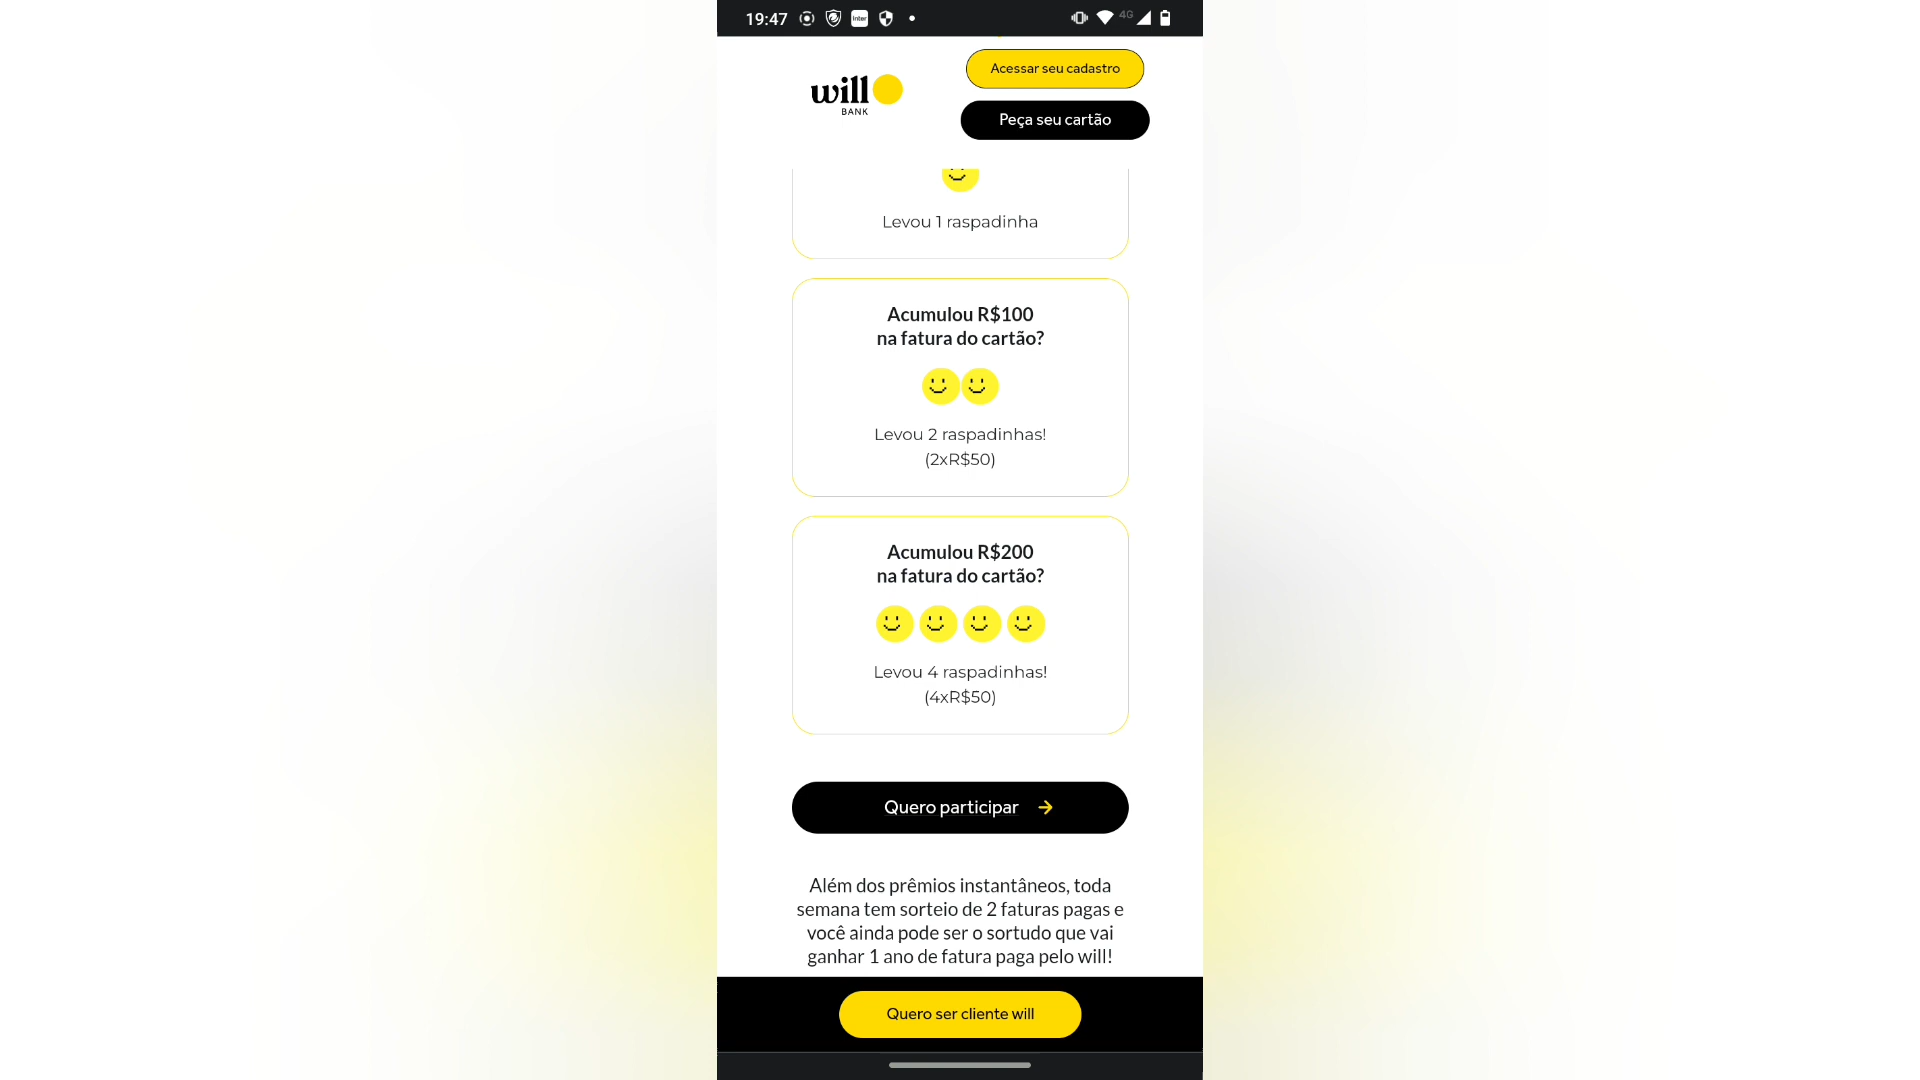 19:47
inter
4G
will
BANK
Acessar seu cadastro
Peça seu cartão
Levou 1 raspadinha
Acumulou R$100
na fatura do cartão?
Levou 2 raspadinhas!
(2xR$50)
Acumulou R$200
na fatura do cartão?
Levou 4 raspadinhas!
(4xR$50)
Quero participar
Além dos prêmios instantâneos, toda
semana tem sorteio de 2 faturas pagas e
você ainda pode ser o sortudo que vai
ganhar 1 ano de fatura paga pelo will!
Quero ser cliente will